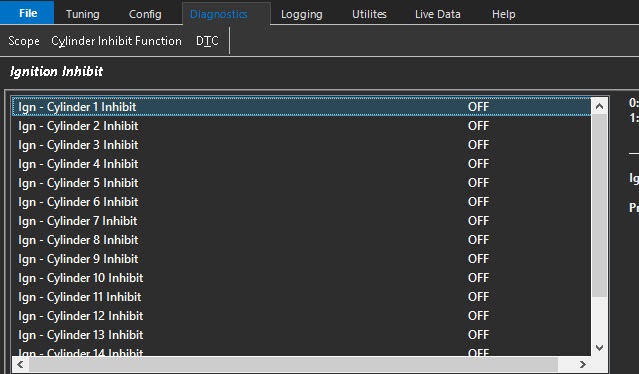 File Tuning Config Diagnostics Logging Utilites Live Data Help
Scope Cylinder Inhibit Function DTC
Ignition Inhibit
Ign - Cylinder 1 Inhibit OFF
Ign - Cylinder 2 Inhibit OFF
Ign - Cylinder 3 Inhibit OFF
Ign - Cylinder 4 Inhibit OFF
Ign - Cylinder 5 Inhibit OFF
Ign - Cylinder 6 Inhibit OFF
Ign - Cylinder 7 Inhibit OFF
Ign - Cylinder 8 Inhibit OFF
Ign - Cylinder 9 Inhibit OFF
Ign - Cylinder 10 Inhibit OFF
Ign - Cylinder 11 Inhibit OFF
Ign - Cylinder 12 Inhibit OFF
Ign - Cylinder 13 Inhibit OFF
Ign - Cylinder 14 Inhibit OFF
0:
1: